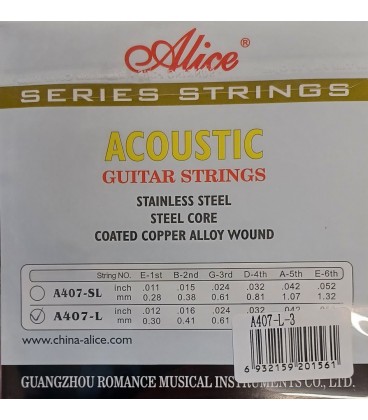 Alice®
SERIES STRINGS
ACOUSTIC
GUITAR STRINGS
STAINLESS STEEL
STEEL CORE
COATED COPPER ALLOY WOUND
String NO. E-1st B-2nd G-3rd D-4th A-5th E-6th
A407-SL inch .011 .015 .024 .032 .042 .052
mm 0.28 0.38 0.61 0.81 1.07 1.32
A407-L inch .012 .016 .024 .032 .042
mm 0.30 0.41 0.61
A407-L-3
6 932159 201561
www.china-alice.com
GUANGZHOU ROMANCE MUSICAL INSTRUMENTS CO., LTD.